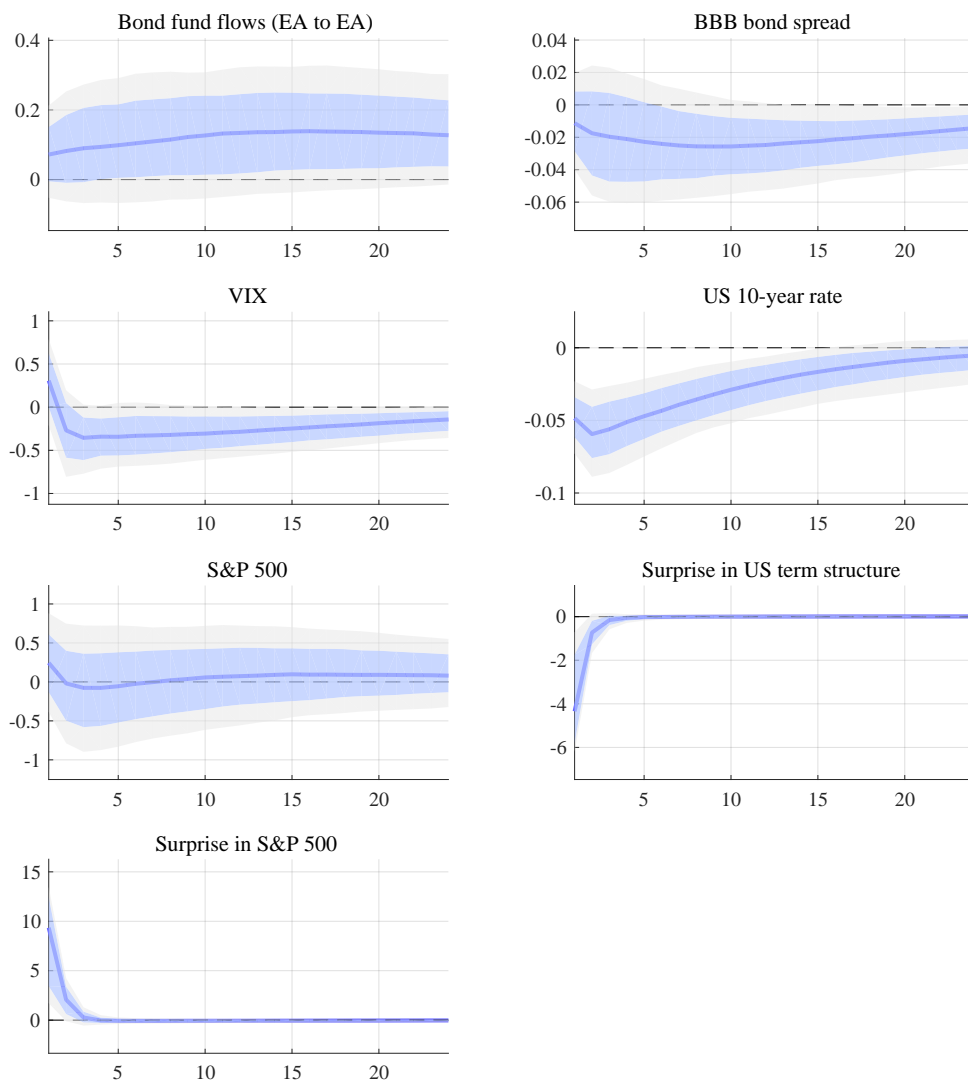 Bond fund flows (EA to EA)
0.4
0.2
0
5 10 15 20
BBB bond spread
0.04
0.02
0
-0.02
-0.04
-0.06
5 10 15 20
VIX
1
0.5
0
-0.5
-1
5 10 15 20
US 10-year rate
0
-0.05
-0.1
5 10 15 20
S&P 500
1
0.5
0
-0.5
-1
5 10 15 20
Surprise in US term structure
0
-2
-4
-6
5 10 15 20
Surprise in S&P 500
15
10
5
0
5 10 15 20